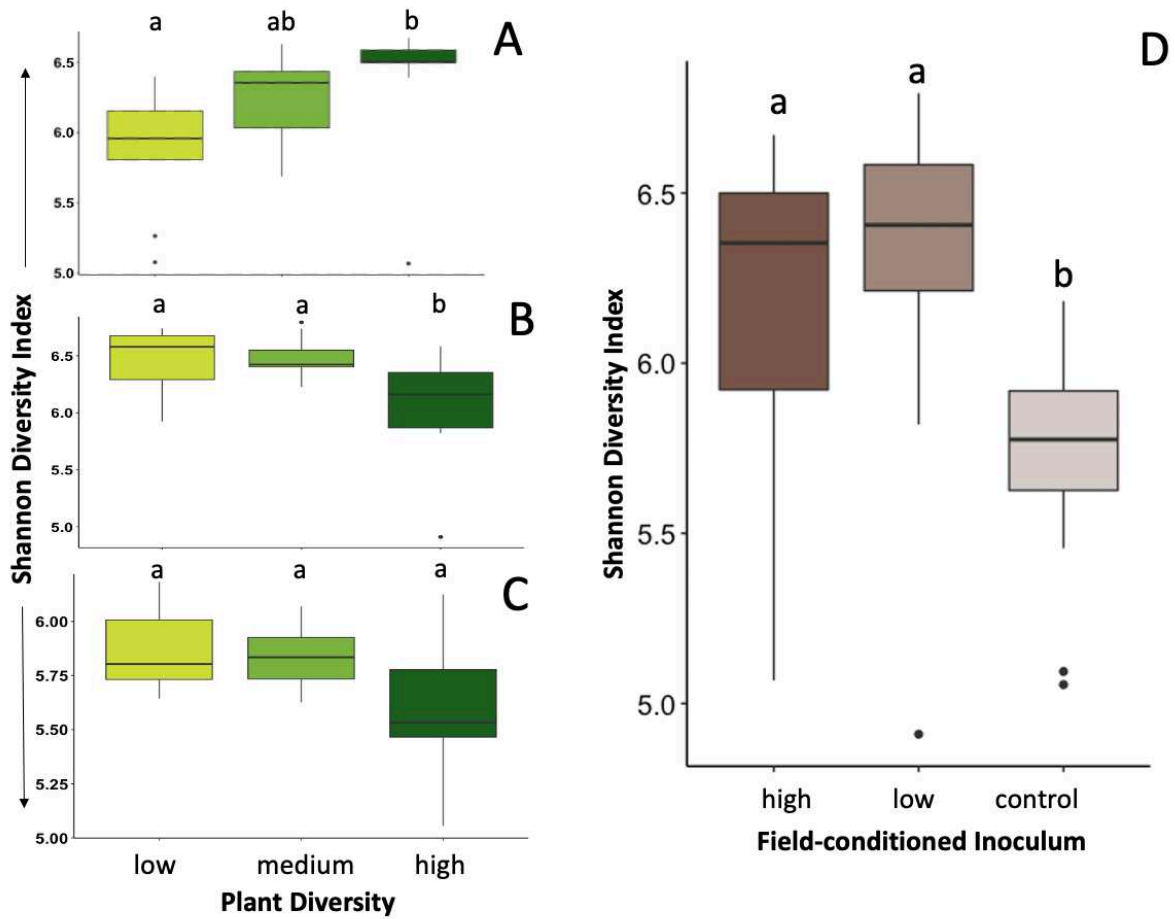 a ab b A
6.5
6.0
5.5
5.0
a a b B
6.5
6.0
5.5
5.0
a a a C
6.00
5.75
5.50
5.25
5.00
low medium high
Plant Diversity
Shannon Diversity Index
D
a a b
6.5
6.0
5.5
5.0
high low control
Field-conditioned Inoculum
Shannon Diversity Index